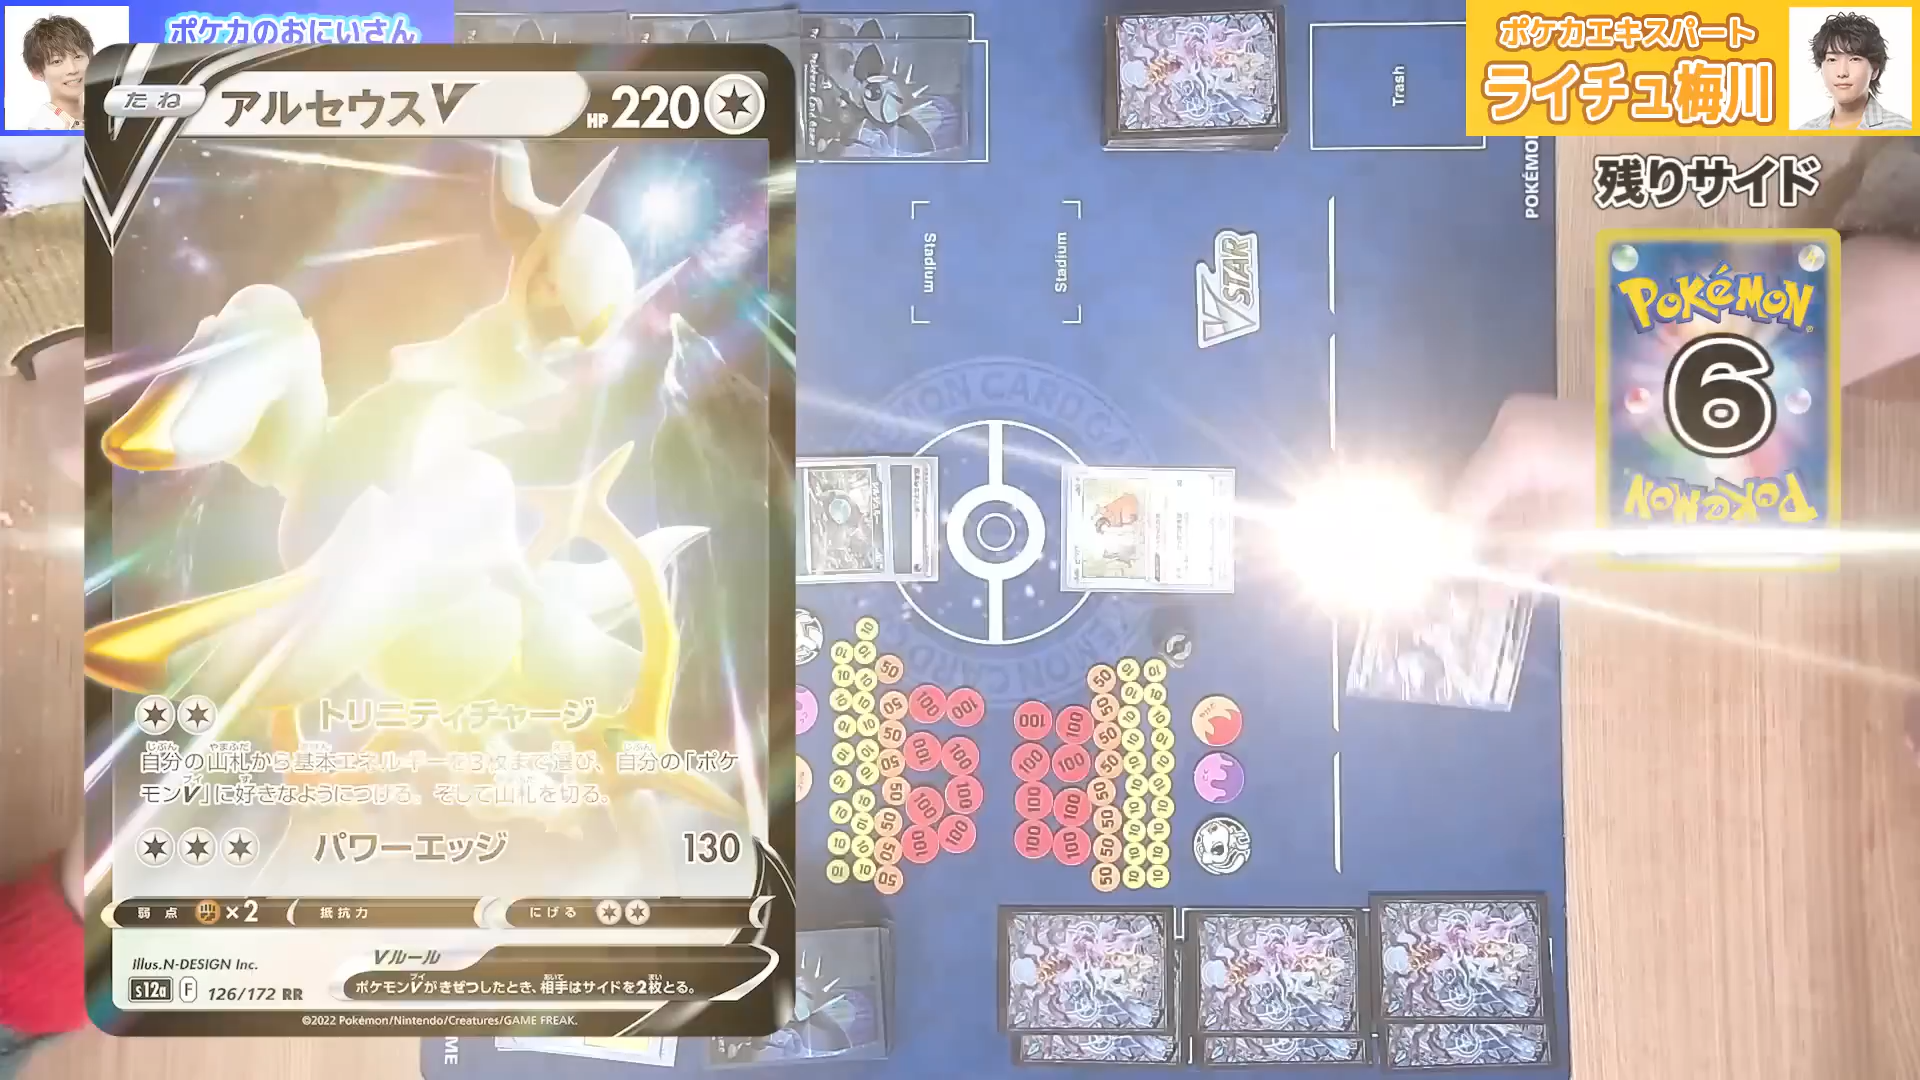 ポケカのおにいさん
ポケカエキスパート
ライチュ梅川
残りサイド
POKÉMON
6
POKÉMON
たね
アルセウスV
HP 220
トリニティチャージ
自分の山札から基本エネルギーを3枚まで選び、自分の「ポケ
モンV」に好きなようにつける。そして山札を切る。
パワーエッジ 130
弱点 ×2 抵抗力 にげる
Illus.N-DESIGN Inc.
Vルール
ポケモンVがきぜつしたとき、相手はサイドを2枚とる。
s12a F 126/172 RR
©2022 Pokémon/Nintendo/Creatures/GAME FREAK.
Trash
Stadium
Stadium
VSTAR